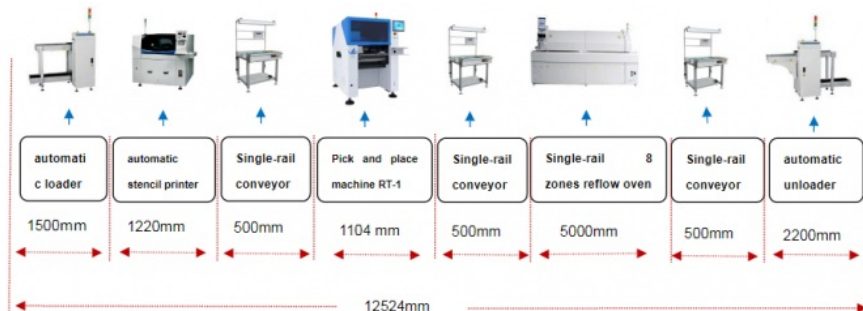 automati
c loader
automatic
stencil printer
Single-rail
conveyor
Pick and place
machine RT-1
Single-rail
conveyor
Single-rail 8
zones reflow oven
Single-rail
conveyor
automatic
unloader
1500mm
1220mm
500mm
1104 mm
500mm
5000mm
500mm
2200mm
12524mm